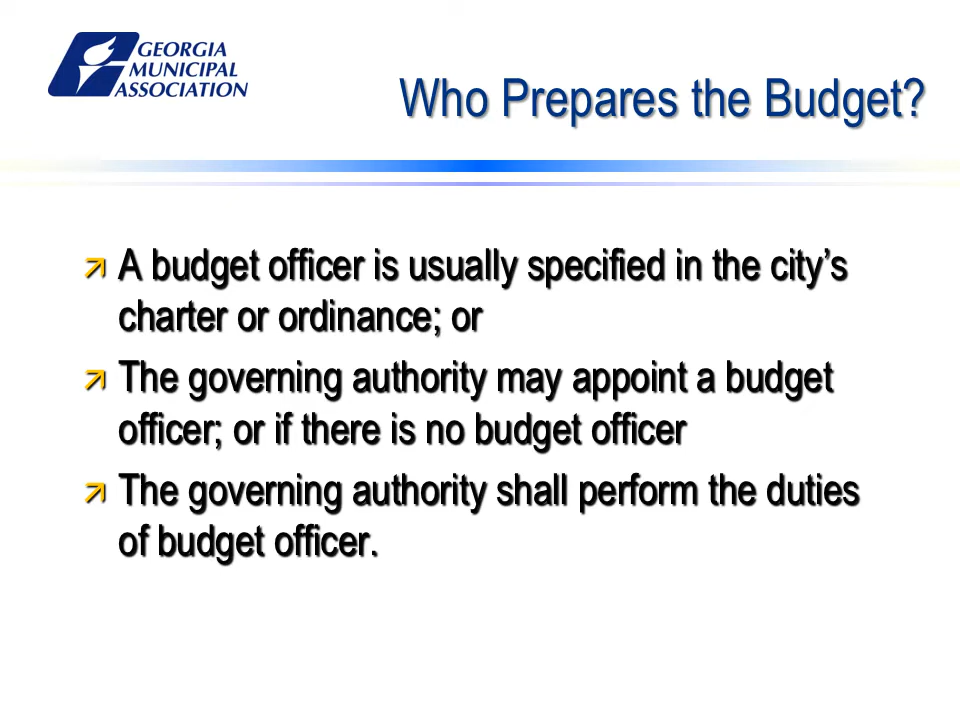 GEORGIA
MUNICIPAL
ASSOCIATION
Who Prepares the Budget?
A budget officer is usually specified in the city’s
charter or ordinance; or
The governing authority may appoint a budget
officer; or if there is no budget officer
The governing authority shall perform the duties
of budget officer.